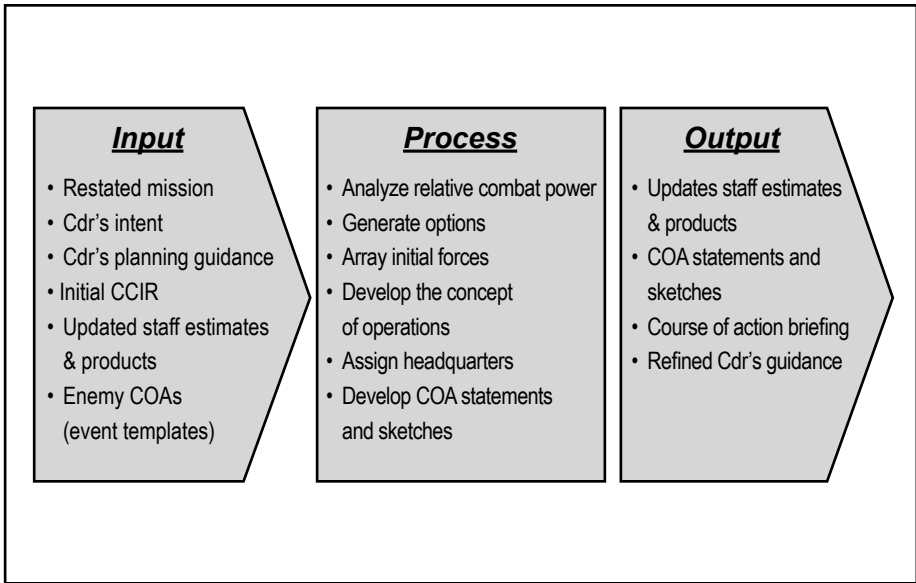 Input
• Restated mission
• Cdr's intent
• Cdr's planning guidance
• Initial CCIR
• Updated staff estimates
& products
• Enemy COAs
(event templates)
Process
• Analyze relative combat power
• Generate options
• Array initial forces
• Develop the concept
of operations
• Assign headquarters
• Develop COA statements
and sketches
Output
• Updates staff estimates
& products
• COA statements and
sketches
• Course of action briefing
• Refined Cdr's guidance